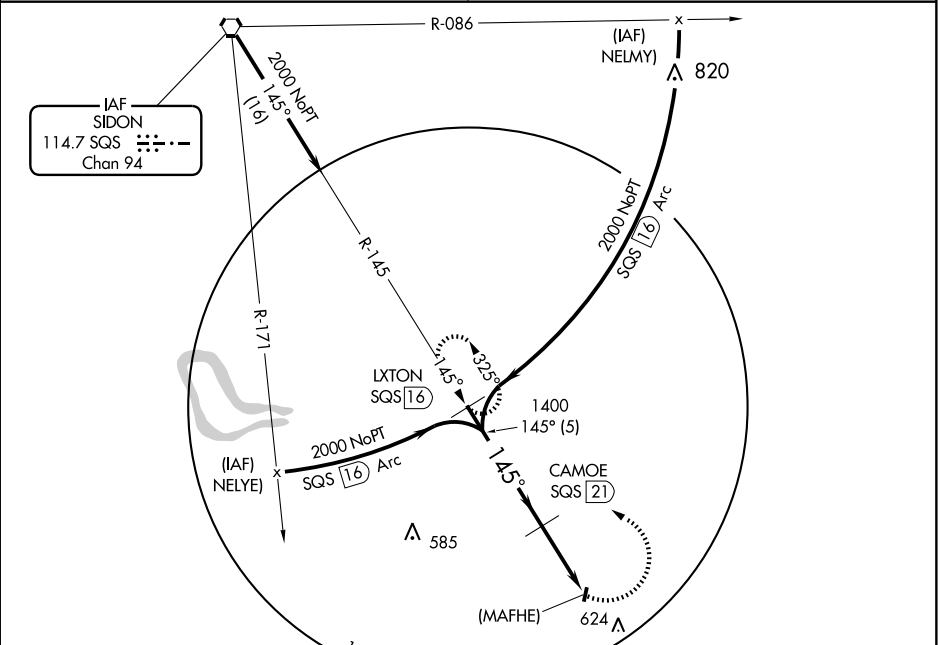 R-086
x
(IAF)
NELMY)
820
IAF
SIDON
114.7 SQS
Chan 94
2000 NoPT
145°
(16)
2000 NoPT
SQS 16 Arc
R-145
R-171
LXTON
SQS 16
145°
325°
1400
145° (5)
2000 NoPT
SQS 16 Arc
(IAF)
NELYE)
x
145°
CAMOE
SQS 21
585
(MAFHE)
624